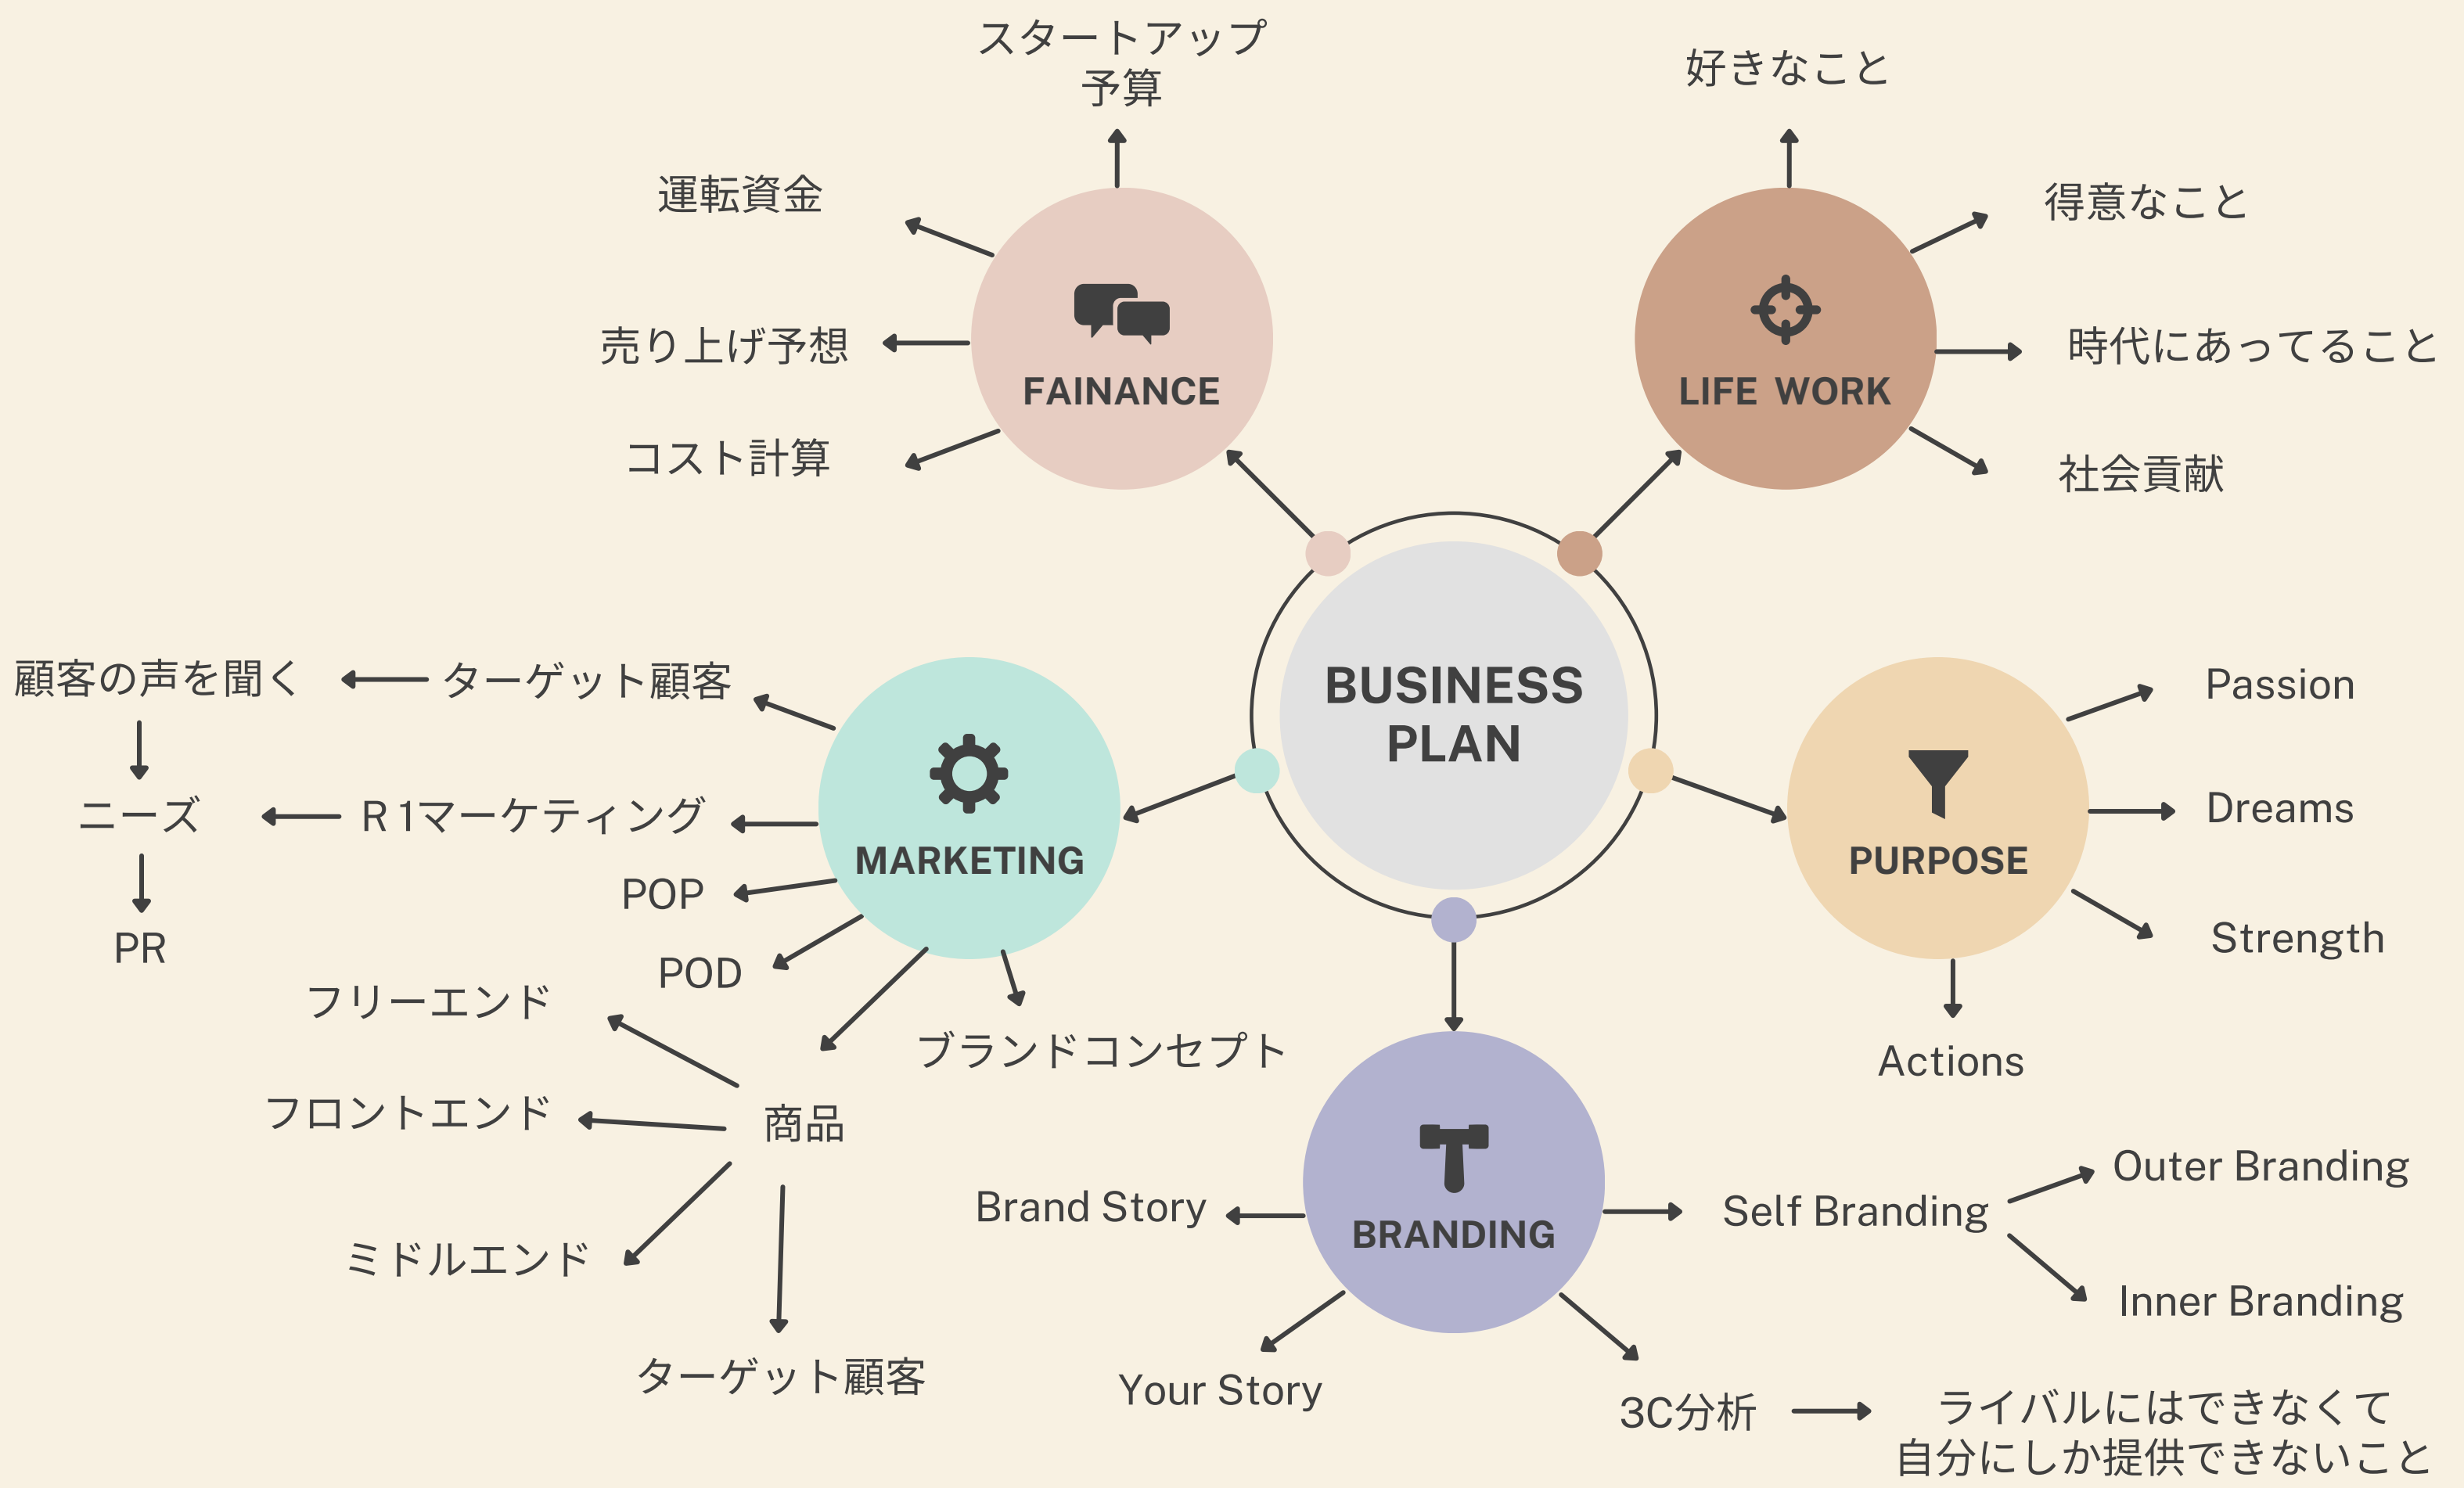 スタートアップ
予算
好きなこと
運転資金
得意なこと
売り上げ予想
時代にあってること
FAINANCE
LIFE WORK
コスト計算
社会貢献
BUSINESS
PLAN
顧客の声を聞く
ターゲット顧客
Passion
ニーズ
R 1マーケティング
Dreams
MARKETING
PURPOSE
POP
PR
POD
Strength
フリーエンド
ブランドコンセプト
Actions
フロントエンド
商品
Outer Branding
Brand Story
Self Branding
BRANDING
ミドルエンド
Inner Branding
ターゲット顧客
Your Story
3C分析
ライバルにはできなくて
自分にしか提供できないこと